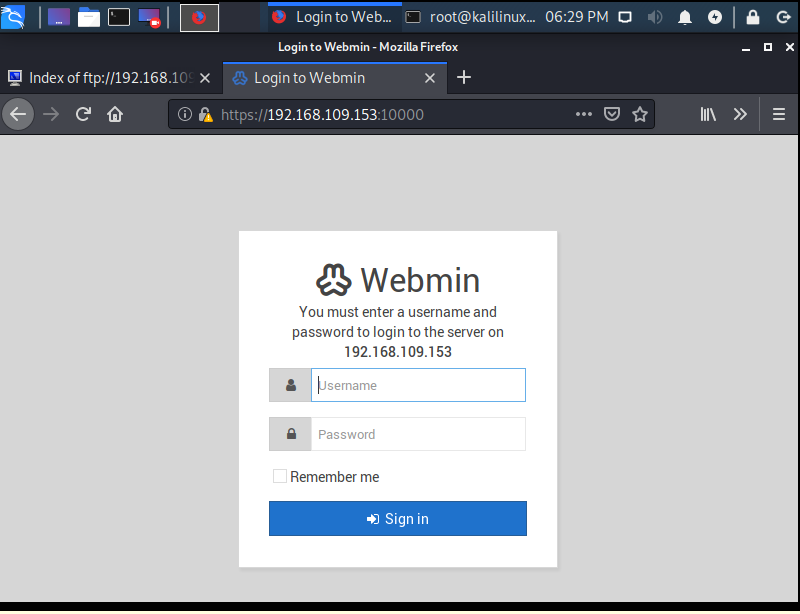 Login to Web... root@kalilinux... 06:29 PM
Login to Webmin - Mozilla Firefox
Index of ftp://192.168.109 Login to Webmin
https://192.168.109.153:10000
Webmin
You must enter a username and
password to login to the server on
192.168.109.153
Username
Password
Remember me
Sign in